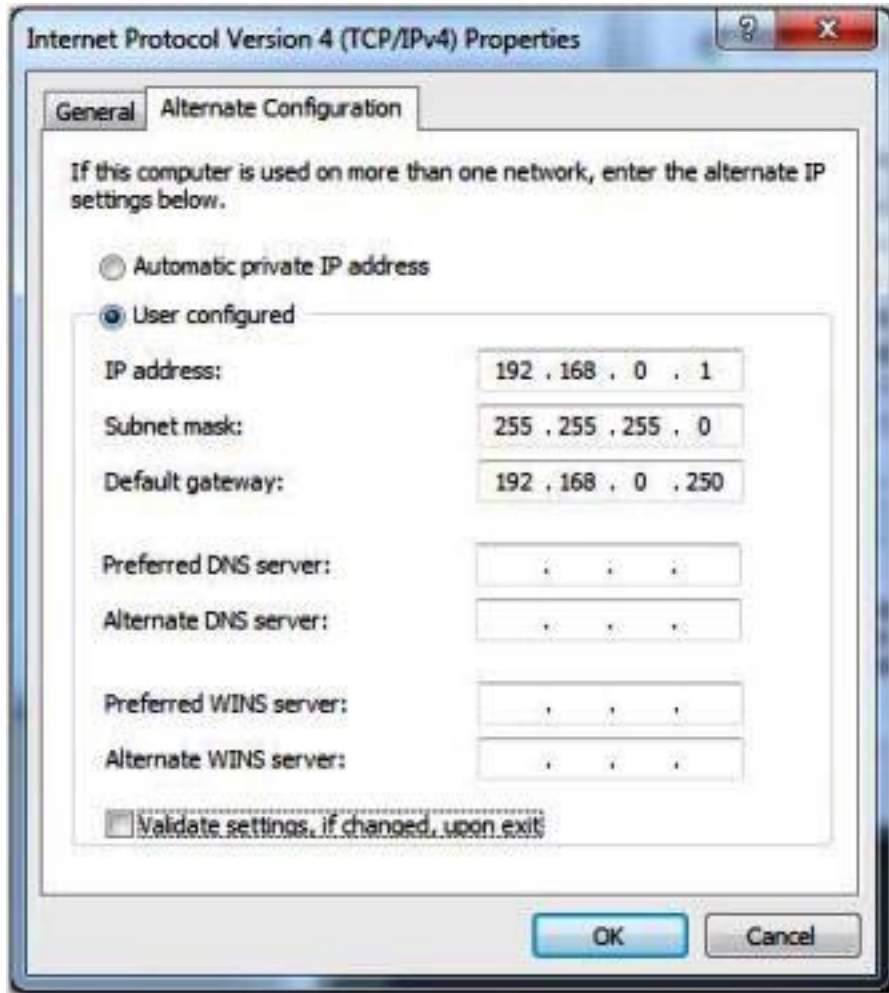 Internet Protocol Version 4 (TCP/IPv4) Properties
?
General
Alternate Configuration
If this computer is used on more than one network, enter the alternate IP
settings below.
Automatic private IP address
User configured
IP address: 192 . 168 . 0 . 1
Subnet mask: 255 . 255 . 255 . 0
Default gateway: 192 . 168 . 0 . 250
Preferred DNS server: . . .
Alternate DNS server: . . .
Preferred WINS server: . . .
Alternate WINS server: . . .
Validate settings, if changed, upon exit
OK
Cancel